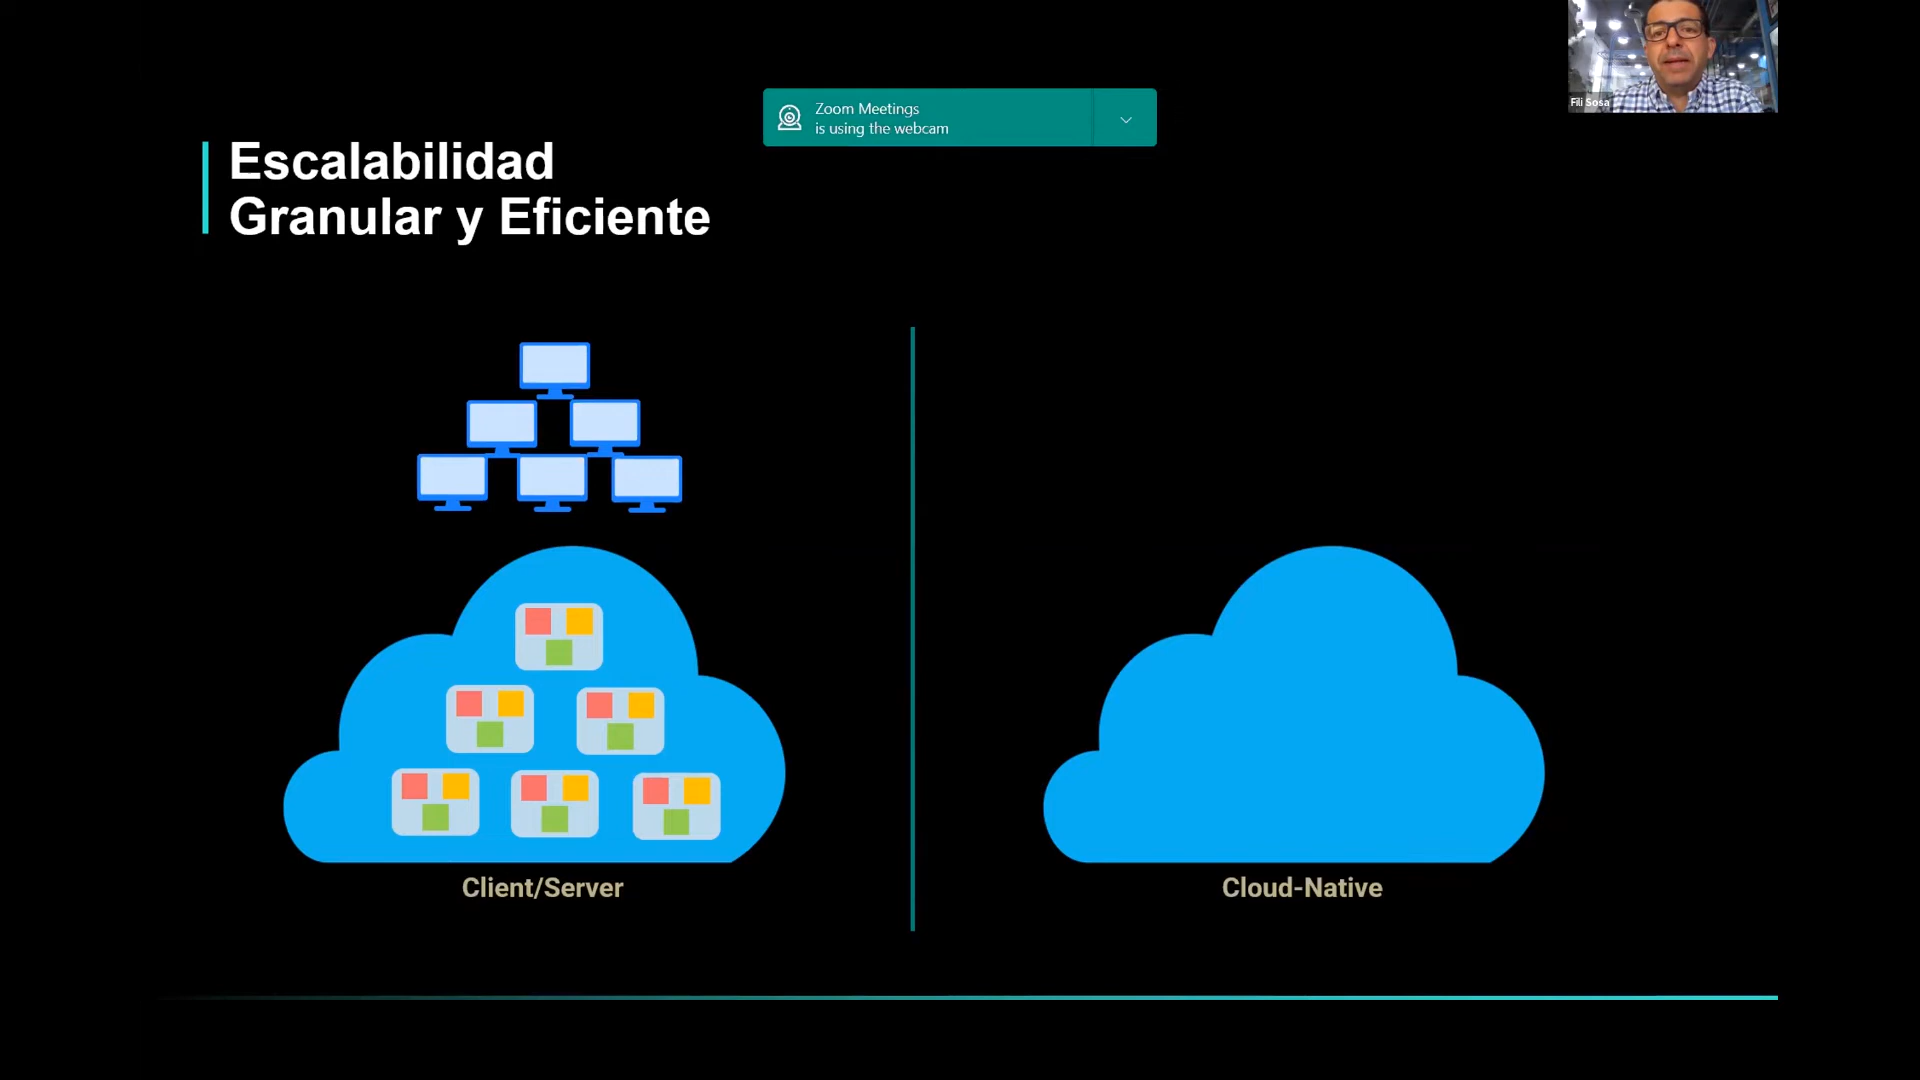 Zoom Meetings
is using the webcam
Fili Sosa
Escalabilidad
Granular y Eficiente
Client/Server
Cloud-Native